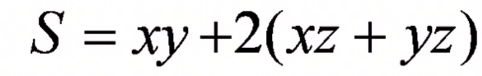 S = xy + 2(xz + yz)